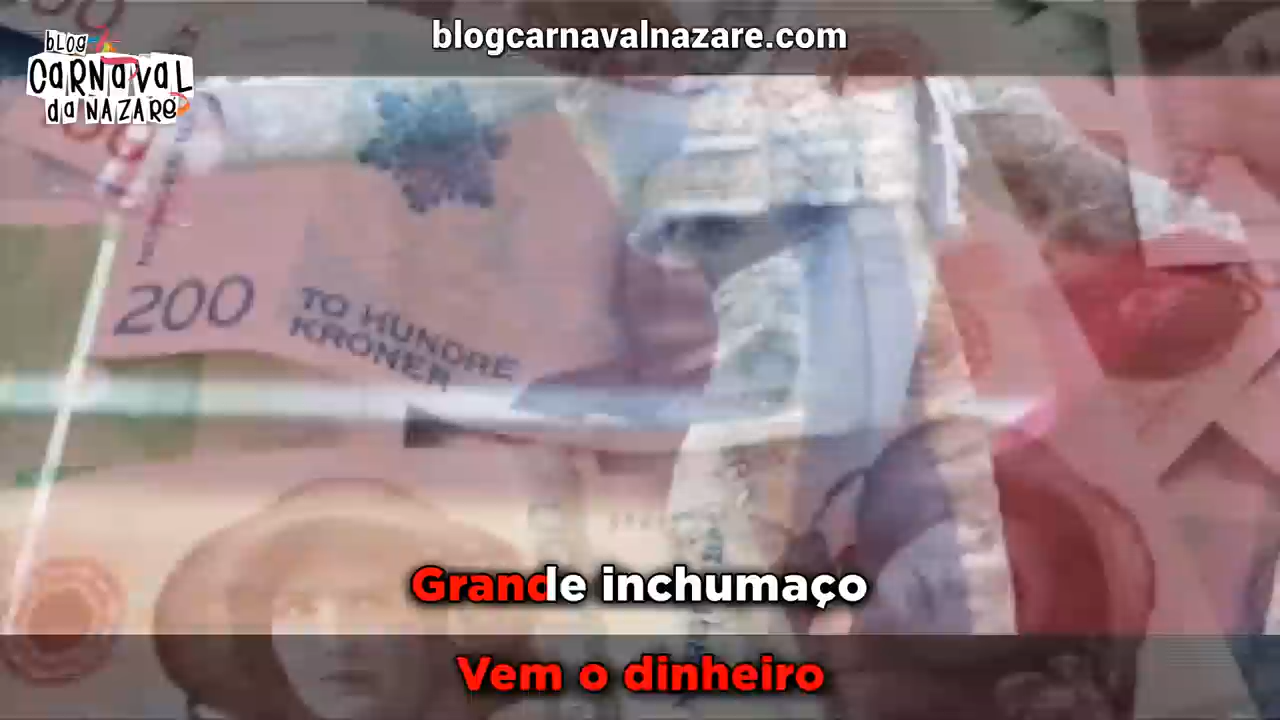 blogcarnavalnazare.com
BLOG
CARNAVAL
da NAZARé
200
TO HUNDRE
KRONER
Grande inchumaço
Vem o dinheiro